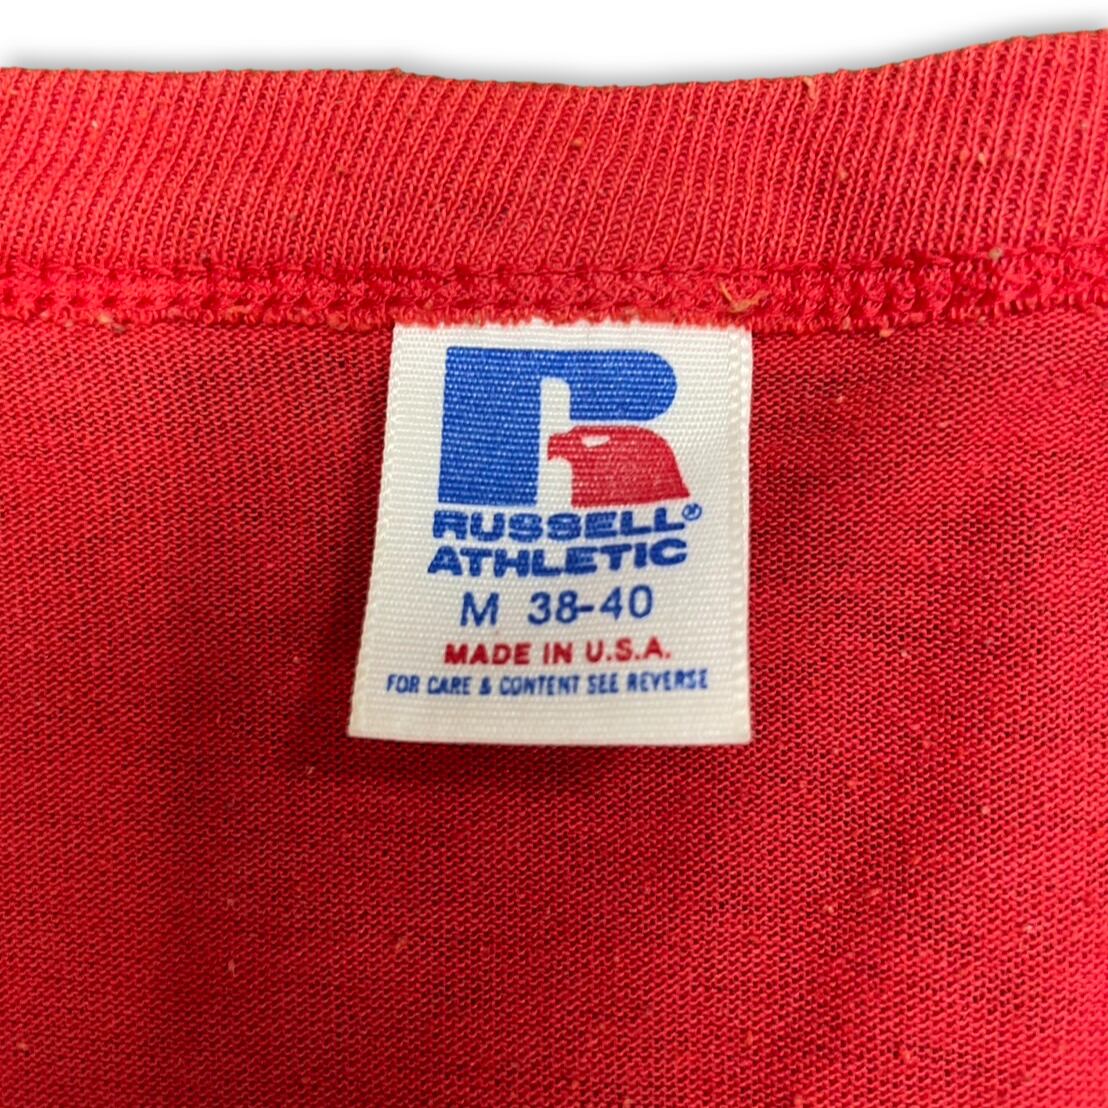 RUSSELL®
ATHLETIC
M 38-40
MADE IN U.S.A.
FOR CARE & CONTENT SEE REVERSE